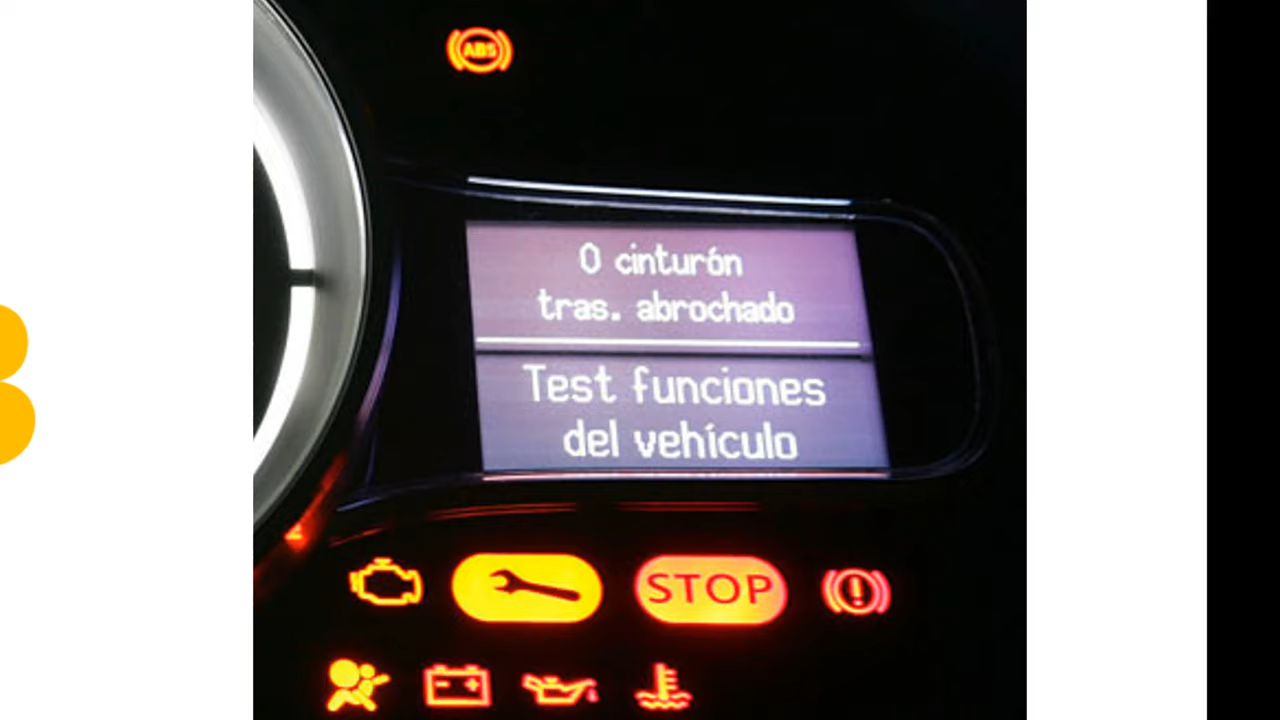 ABS
0 cinturón
tras. abrochado
Test funciones
del vehículo
STOP